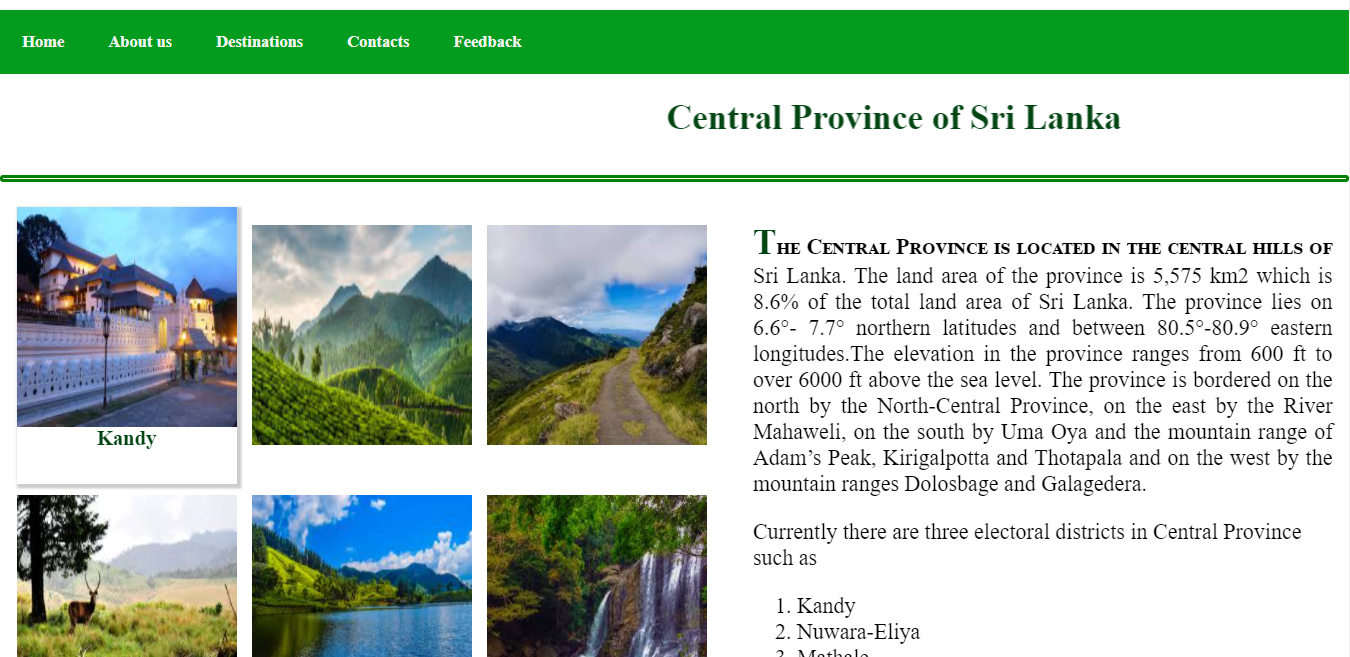 Home About us Destinations Contacts Feedback
Central Province of Sri Lanka
Kandy
The Central Province is located in the central hills of
Sri Lanka. The land area of the province is 5,575 km2 which is
8.6% of the total land area of Sri Lanka. The province lies on
6.6°- 7.7° northern latitudes and between 80.5°-80.9° eastern
longitudes.The elevation in the province ranges from 600 ft to
over 6000 ft above the sea level. The province is bordered on the
north by the North-Central Province, on the east by the River
Mahaweli, on the south by Uma Oya and the mountain range of
Adam’s Peak, Kirigalpotta and Thotapala and on the west by the
mountain ranges Dolosbage and Galagedera.
Currently there are three electoral districts in Central Province
such as
1. Kandy
2. Nuwara-Eliya
3. Mathale